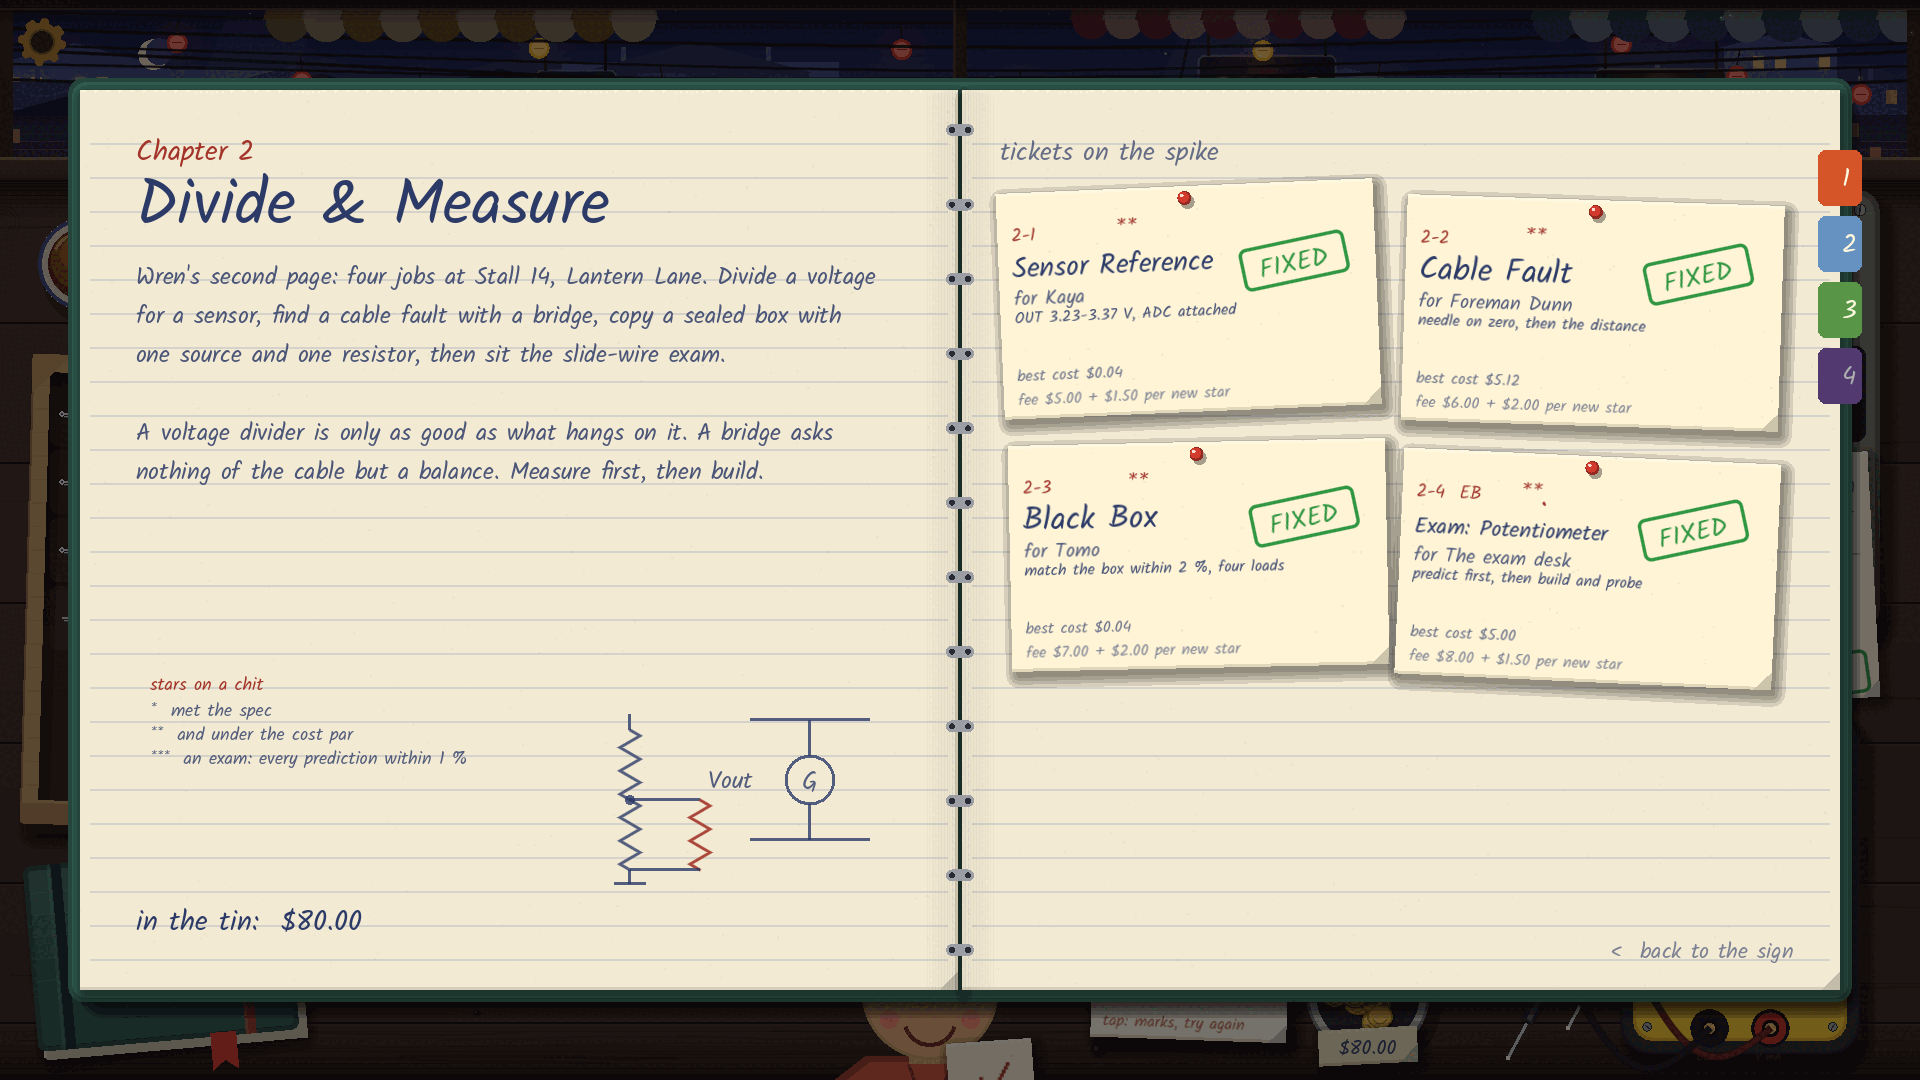 Chapter 2
Divide & Measure
Wren's second page: four jobs at Stall 14, Lantern Lane. Divide a voltage
for a sensor, find a cable fault with a bridge, copy a sealed box with
one source and one resistor, then sit the slide-wire exam.
A voltage divider is only as good as what hangs on it. A bridge asks
nothing of the cable but a balance. Measure first, then build.
stars on a chit
* met the spec
** and under the cost par
*** an exam: every prediction within 1 %
Vout
G
in the tin: $80.00
tickets on the spike
2-1 **
Sensor Reference
FIXED
for Kaya
OUT 3.23-3.37 V, ADC attached
best cost $0.04
fee $5.00 + $1.50 per new star
2-2 **
Cable Fault
FIXED
for Foreman Dunn
needle on zero, then the distance
best cost $5.12
fee $6.00 + $2.00 per new star
2-3 **
Black Box
FIXED
for Tomo
match the box within 2 %, four loads
best cost $0.04
fee $7.00 + $2.00 per new star
2-4 EB **.
Exam: Potentiometer
FIXED
for The exam desk
predict first, then build and probe
best cost $5.00
fee $8.00 + $1.50 per new star
1
2
3
4
< back to the sign
tap: marks, try again
$80.00